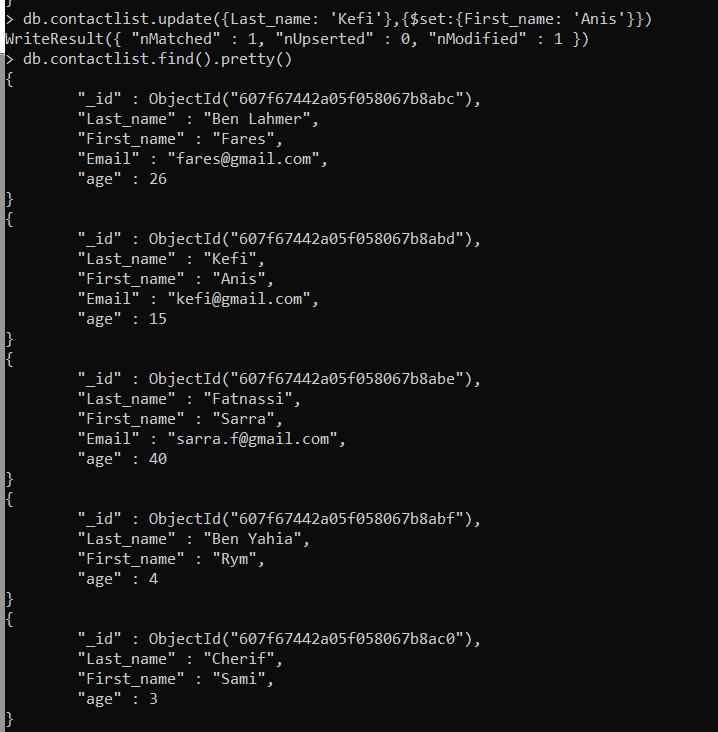 > db.contactlist.update({Last_name: 'Kefi'},{$set:{First_name: 'Anis'}})
WriteResult({ "nMatched" : 1, "nUpserted" : 0, "nModified" : 1 })
> db.contactlist.find().pretty()
{
        "_id" : ObjectId("607f67442a05f058067b8abc"),
        "Last_name" : "Ben Lahmer",
        "First_name" : "Fares",
        "Email" : "fares@gmail.com",
        "age" : 26
}
{
        "_id" : ObjectId("607f67442a05f058067b8abd"),
        "Last_name" : "Kefi",
        "First_name" : "Anis",
        "Email" : "kefi@gmail.com",
        "age" : 15
}
{
        "_id" : ObjectId("607f67442a05f058067b8abe"),
        "Last_name" : "Fatnassi",
        "First_name" : "Sarra",
        "Email" : "sarra.f@gmail.com",
        "age" : 40
}
{
        "_id" : ObjectId("607f67442a05f058067b8abf"),
        "Last_name" : "Ben Yahia",
        "First_name" : "Rym",
        "age" : 4
}
{
        "_id" : ObjectId("607f67442a05f058067b8ac0"),
        "Last_name" : "Cherif",
        "First_name" : "Sami",
        "age" : 3
}